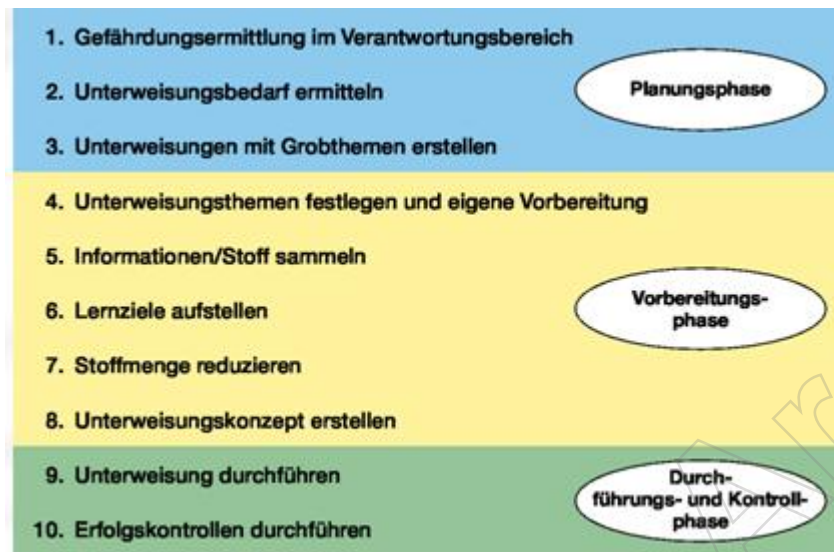 1. Gefährdungsermittlung im Verantwortungsbereich
2. Unterweisungsbedarf ermitteln
3. Unterweisungen mit Grobthemen erstellen
Planungsphase
4. Unterweisungsthemen festlegen und eigene Vorbereitung
5. Informationen/Stoff sammeln
6. Lernziele aufstellen
7. Stoffmenge reduzieren
8. Unterweisungskonzept erstellen
Vorbereitungs-
phase
9. Unterweisung durchführen
10. Erfolgskontrollen durchführen
Durch-
führungs- und Kontroll-
phase